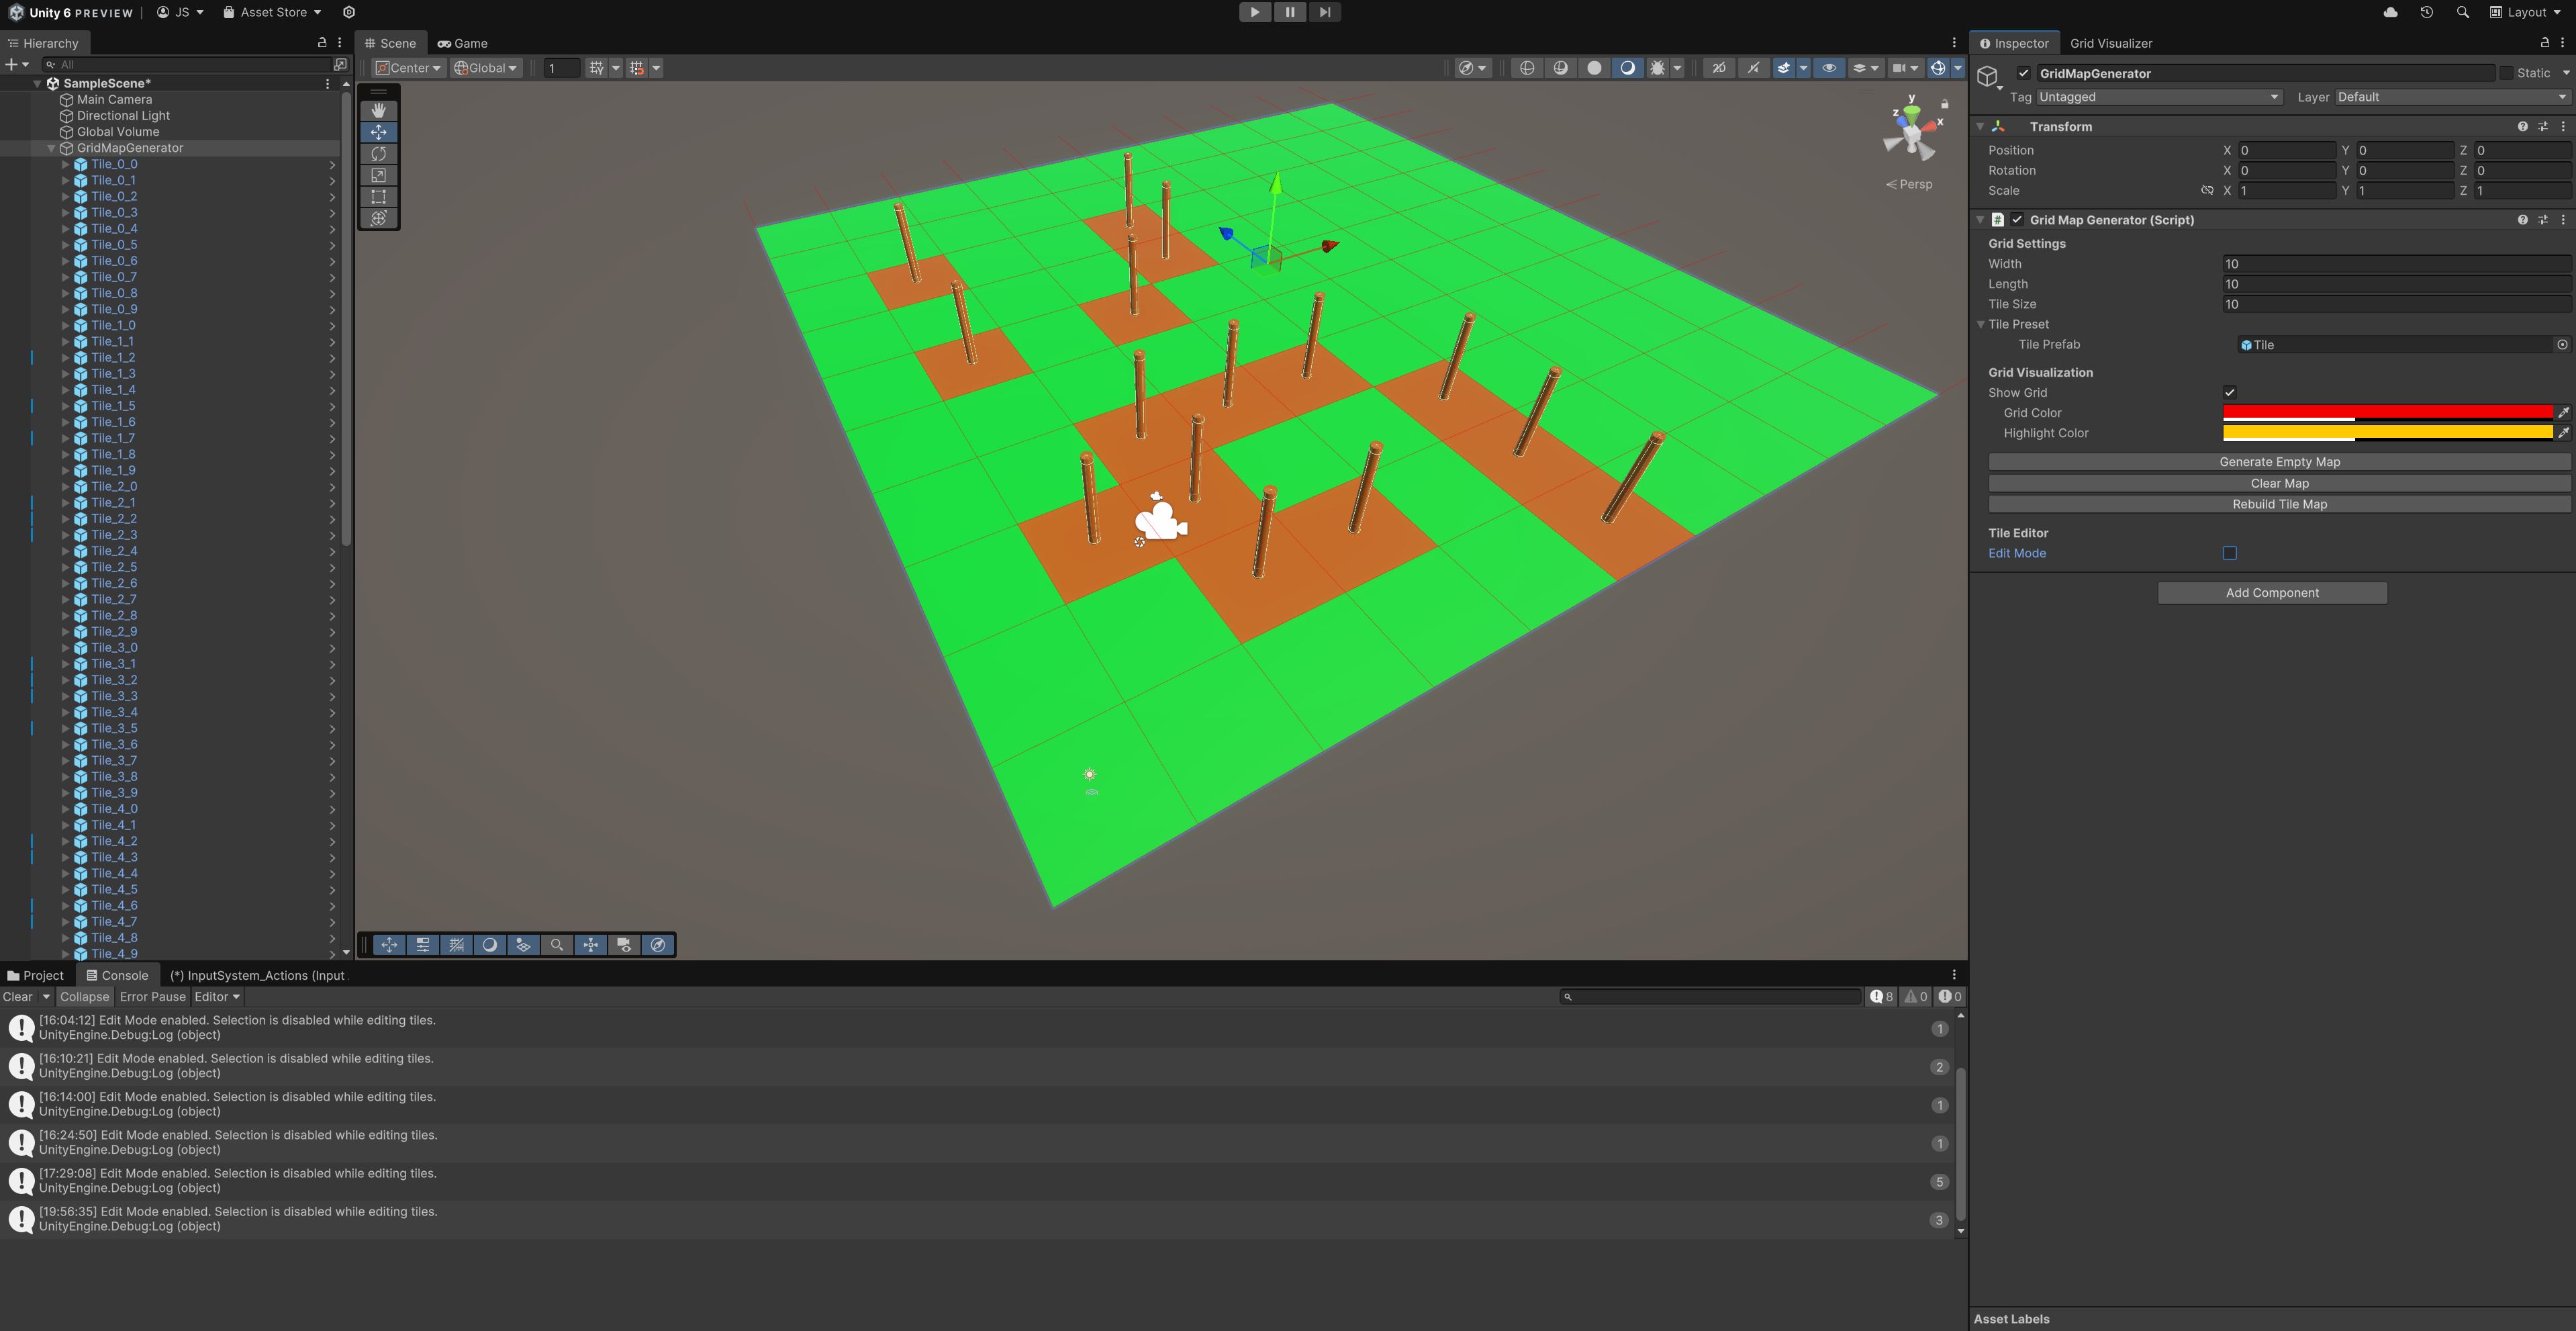 Unity 6 PREVIEW
JS
Asset Store
Layout
Hierarchy
All
SampleScene*
Main Camera
Directional Light
Global Volume
GridMapGenerator
Tile_0_0
Tile_0_1
Tile_0_2
Tile_0_3
Tile_0_4
Tile_0_5
Tile_0_6
Tile_0_7
Tile_0_8
Tile_0_9
Tile_1_0
Tile_1_1
Tile_1_2
Tile_1_3
Tile_1_4
Tile_1_5
Tile_1_6
Tile_1_7
Tile_1_8
Tile_1_9
Tile_2_0
Tile_2_1
Tile_2_2
Tile_2_3
Tile_2_4
Tile_2_5
Tile_2_6
Tile_2_7
Tile_2_8
Tile_2_9
Tile_3_0
Tile_3_1
Tile_3_2
Tile_3_3
Tile_3_4
Tile_3_5
Tile_3_6
Tile_3_7
Tile_3_8
Tile_3_9
Tile_4_0
Tile_4_1
Tile_4_2
Tile_4_3
Tile_4_4
Tile_4_5
Tile_4_6
Tile_4_7
Tile_4_8
Tile_4_9
Scene
Game
Center
Global
1
2D
y
z
x
Persp
Inspector
Grid Visualizer
GridMapGenerator
Static
Tag Untagged
Layer Default
Transform
Position X 0 Y 0 Z 0
Rotation X 0 Y 0 Z 0
Scale X 1 Y 1 Z 1
Grid Map Generator (Script)
Grid Settings
Width 10
Length 10
Tile Size 10
Tile Preset
Tile Prefab Tile
Grid Visualization
Show Grid
Grid Color
Highlight Color
Generate Empty Map
Clear Map
Rebuild Tile Map
Tile Editor
Edit Mode
Add Component
Asset Labels
Project
Console
(*) InputSystem_Actions (Input
Clear
Collapse
Error Pause
Editor
8
0
0
[16:04:12] Edit Mode enabled. Selection is disabled while editing tiles.
UnityEngine.Debug:Log (object)
1
[16:10:21] Edit Mode enabled. Selection is disabled while editing tiles.
UnityEngine.Debug:Log (object)
2
[16:14:00] Edit Mode enabled. Selection is disabled while editing tiles.
UnityEngine.Debug:Log (object)
1
[16:24:50] Edit Mode enabled. Selection is disabled while editing tiles.
UnityEngine.Debug:Log (object)
1
[17:29:08] Edit Mode enabled. Selection is disabled while editing tiles.
UnityEngine.Debug:Log (object)
5
[19:56:35] Edit Mode enabled. Selection is disabled while editing tiles.
UnityEngine.Debug:Log (object)
3